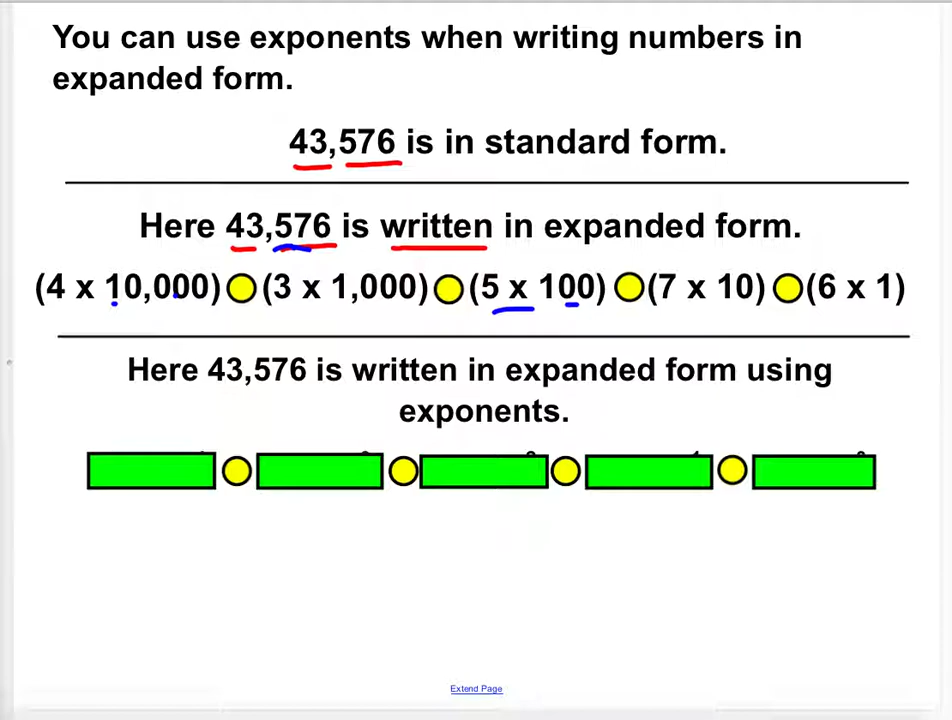 You can use exponents when writing numbers in
expanded form.
43,576 is in standard form.
Here 43,576 is written in expanded form.
(4 x 10,000) (3 x 1,000) (5 x 100) (7 x 10) (6 x 1)
Here 43,576 is written in expanded form using
exponents.
Extend Page